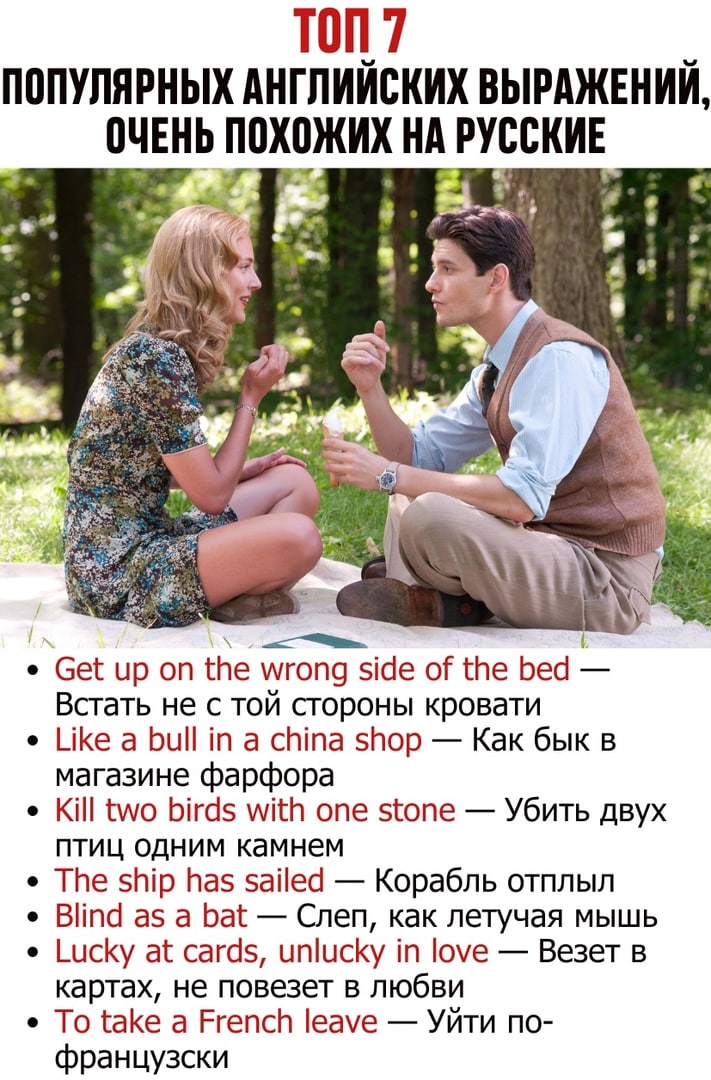 ТОП 7
ПОПУЛЯРНЫХ АНГЛИЙСКИХ ВЫРАЖЕНИЙ,
ОЧЕНЬ ПОХОЖИХ НА РУССКИЕ
• Get up on the wrong side of the bed —
Встать не с той стороны кровати
• Like a bull in a china shop — Как бык в
магазине фарфора
• Kill two birds with one stone — Убить двух
птиц одним камнем
• The ship has sailed — Корабль отплыл
• Blind as a bat — Слеп, как летучая мышь
• Lucky at cards, unlucky in love — Везет в
картах, не повезет в любви
• To take a French leave — Уйти по-
французски